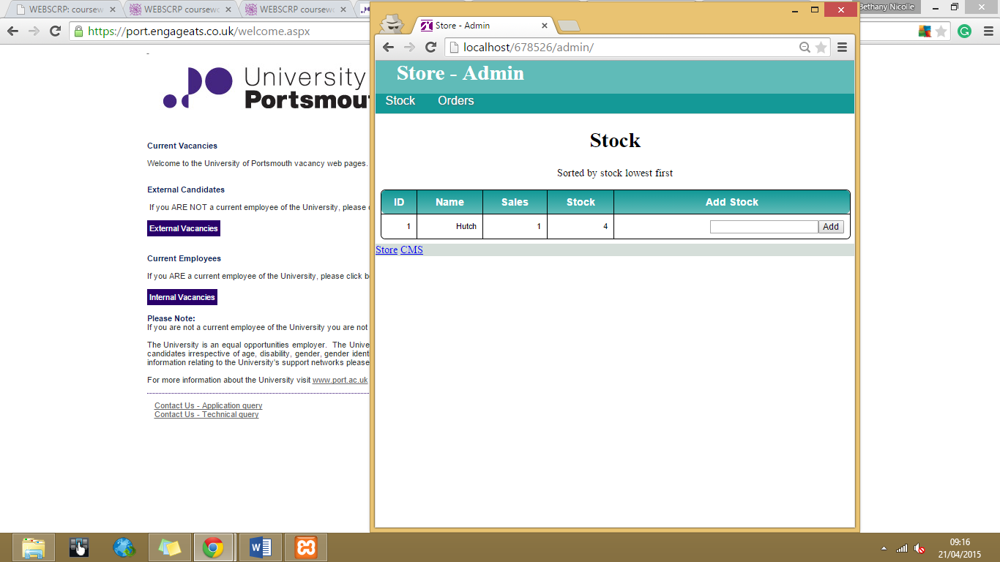 WEBSCRP: coursew
WEBSCRP coursew
WEBSCRP coursewo
Bethany Nicolle
https://port.engageats.co.uk/welcome.aspx
University
Portsmou
Current Vacancies
Welcome to the University of Portsmouth vacancy web pages.
External Candidates
If you ARE NOT a current employee of the University, please
External Vacancies
Current Employees
If you ARE a current employee of the University, please click b
Internal Vacancies
Please Note:
If you are not a current employee of the University you are not
The University is an equal opportunities employer. The Unive
candidates irrespective of age, disability, gender, gender identi
information relating to the University's support networks please
For more information about the University visit www.port.ac.uk
Contact Us - Application query
Contact Us - Technical query
Store - Admin
localhost/678526/admin/
Store - Admin
Stock Orders
Stock
Sorted by stock lowest first
ID Name Sales Stock Add Stock
1 Hutch 1 4 Add
Store CMS
09:16
21/04/2015